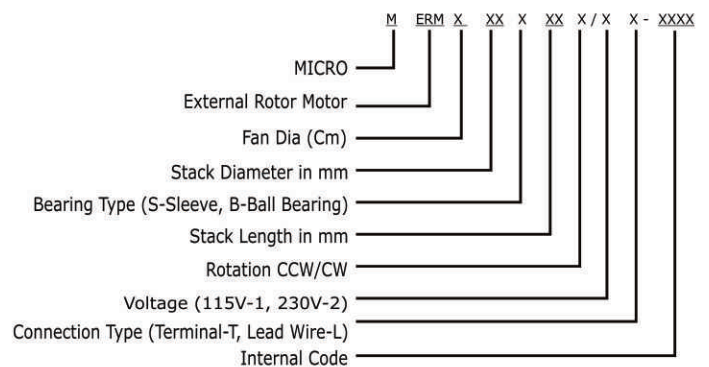 M ERM X XX X XX X / X X - XXXX
MICRO
External Rotor Motor
Fan Dia (Cm)
Stack Diameter in mm
Bearing Type (S-Sleeve, B-Ball Bearing)
Stack Length in mm
Rotation CCW/CW
Voltage (115V-1, 230V-2)
Connection Type (Terminal-T, Lead Wire-L)
Internal Code